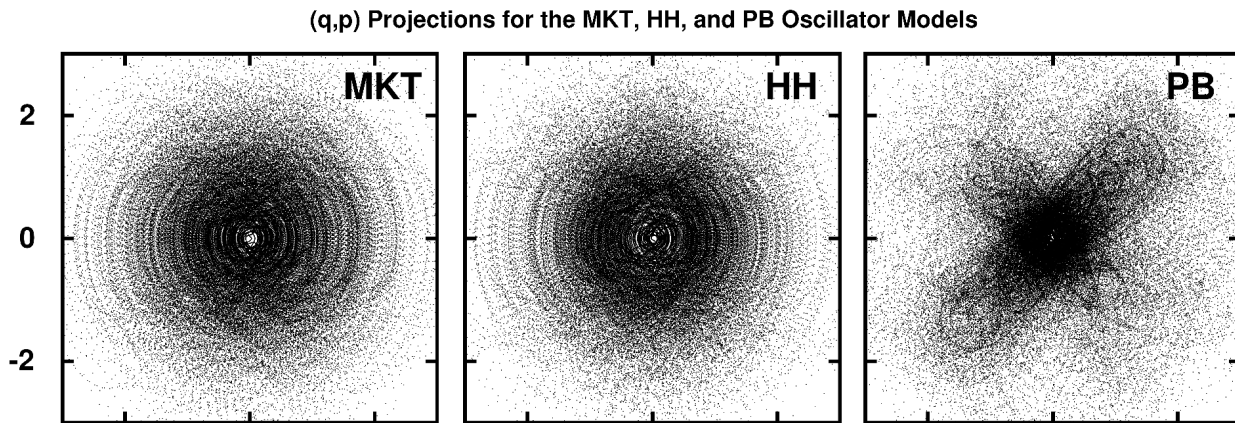 (q,p) Projections for the MKT, HH, and PB Oscillator Models
MKT
HH
PB
2
0
-2